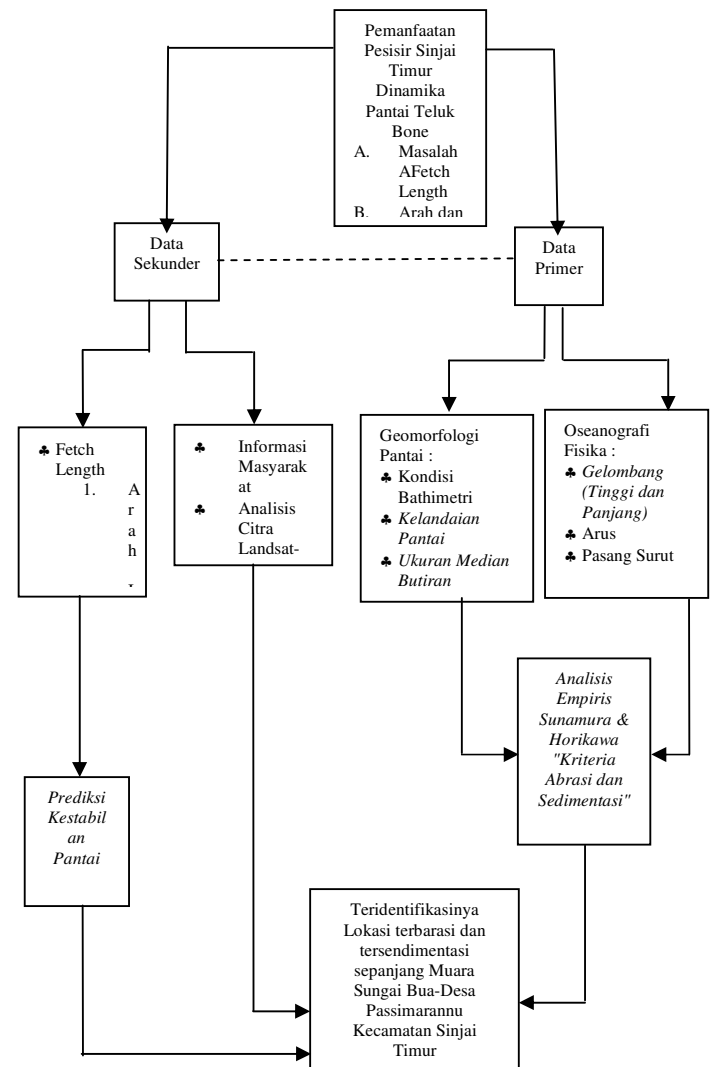 Pemanfaatan
Pesisir Sinjai
Timur
Dinamika
Pantai Teluk
Bone
A. Masalah
AFetch
Length
B. Arah dan
Data
Sekunder
Data
Primer
♣ Fetch
Length
1. A
r
a
h
♣ Informasi
Masyarak
at
♣ Analisis
Citra
Landsat-
Geomorfologi
Pantai :
♣ Kondisi
Bathimetri
♣ Kelandaian
Pantai
♣ Ukuran Median
Butiran
Oseanografi
Fisika :
♣ Gelombang
(Tinggi dan
Panjang)
♣ Arus
♣ Pasang Surut
Analisis
Empiris
Sunamura &
Horikawa
"Kriteria
Abrasi dan
Sedimentasi"
Prediksi
Kestabil
an
Pantai
Teridentifikasinya
Lokasi terbarasi dan
tersendimentasi
sepanjang Muara
Sungai Bua-Desa
Passimarannu
Kecamatan Sinjai
Timur